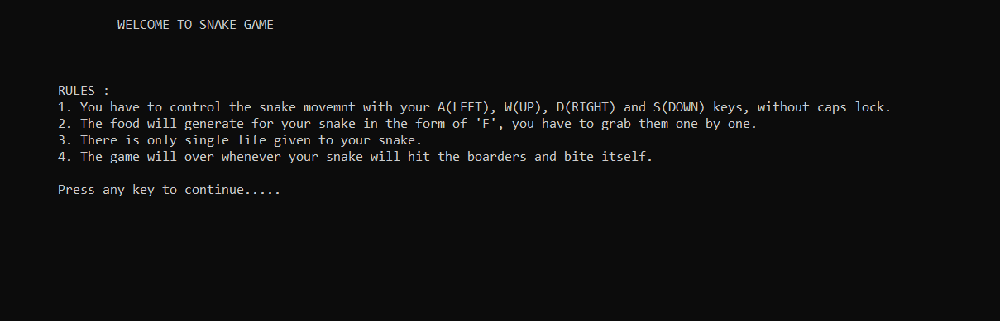 WELCOME TO SNAKE GAME
RULES :
1. You have to control the snake movemnt with your A(LEFT), W(UP), D(RIGHT) and S(DOWN) keys, without caps lock.
2. The food will generate for your snake in the form of 'F', you have to grab them one by one.
3. There is only single life given to your snake.
4. The game will over whenever your snake will hit the boarders and bite itself.
Press any key to continue.....